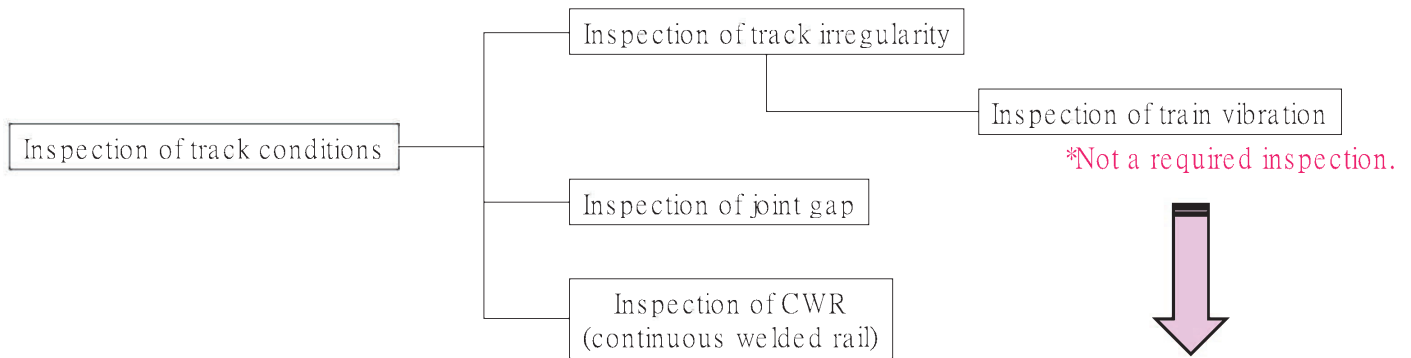 Inspection of track irregularity
Inspection of train vibration
Inspection of track conditions
*Not a required inspection.
Inspection of joint gap
Inspection of CWR
(continuous welded rail)